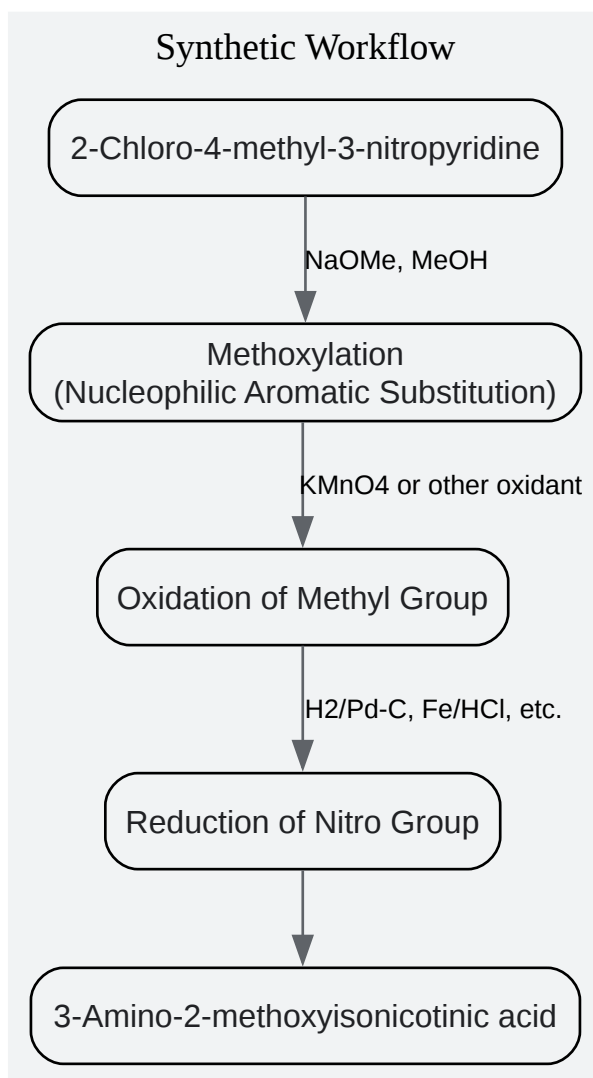 Synthetic Workflow
2-Chloro-4-methyl-3-nitropyridine
NaOMe, MeOH
Methoxylation
(Nucleophilic Aromatic Substitution)
KMnO4 or other oxidant
Oxidation of Methyl Group
H2/Pd-C, Fe/HCl, etc.
Reduction of Nitro Group
3-Amino-2-methoxyisonicotinic acid